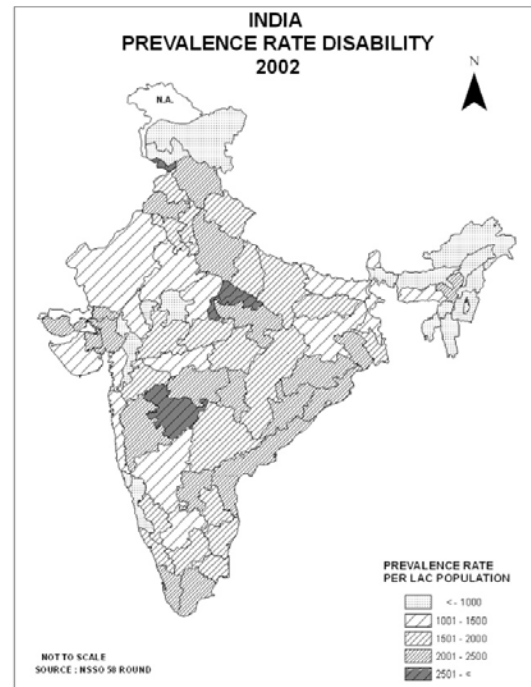 INDIA
PREVALENCE RATE DISABILITY
2002
N
N.A.
PREVALENCE RATE
PER LAC POPULATION
< - 1000
1001 - 1500
1501 - 2000
2001 - 2500
2501 - <
NOT TO SCALE
SOURCE : NSSO 58 ROUND